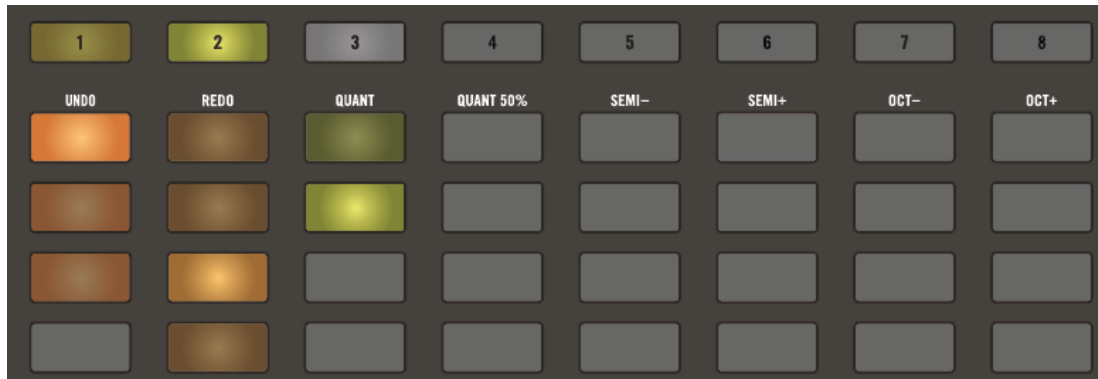 1 2 3 4 5 6 7 8
UNDO REDO QUANT QUANT 50% SEMI– SEMI+ OCT– OCT+